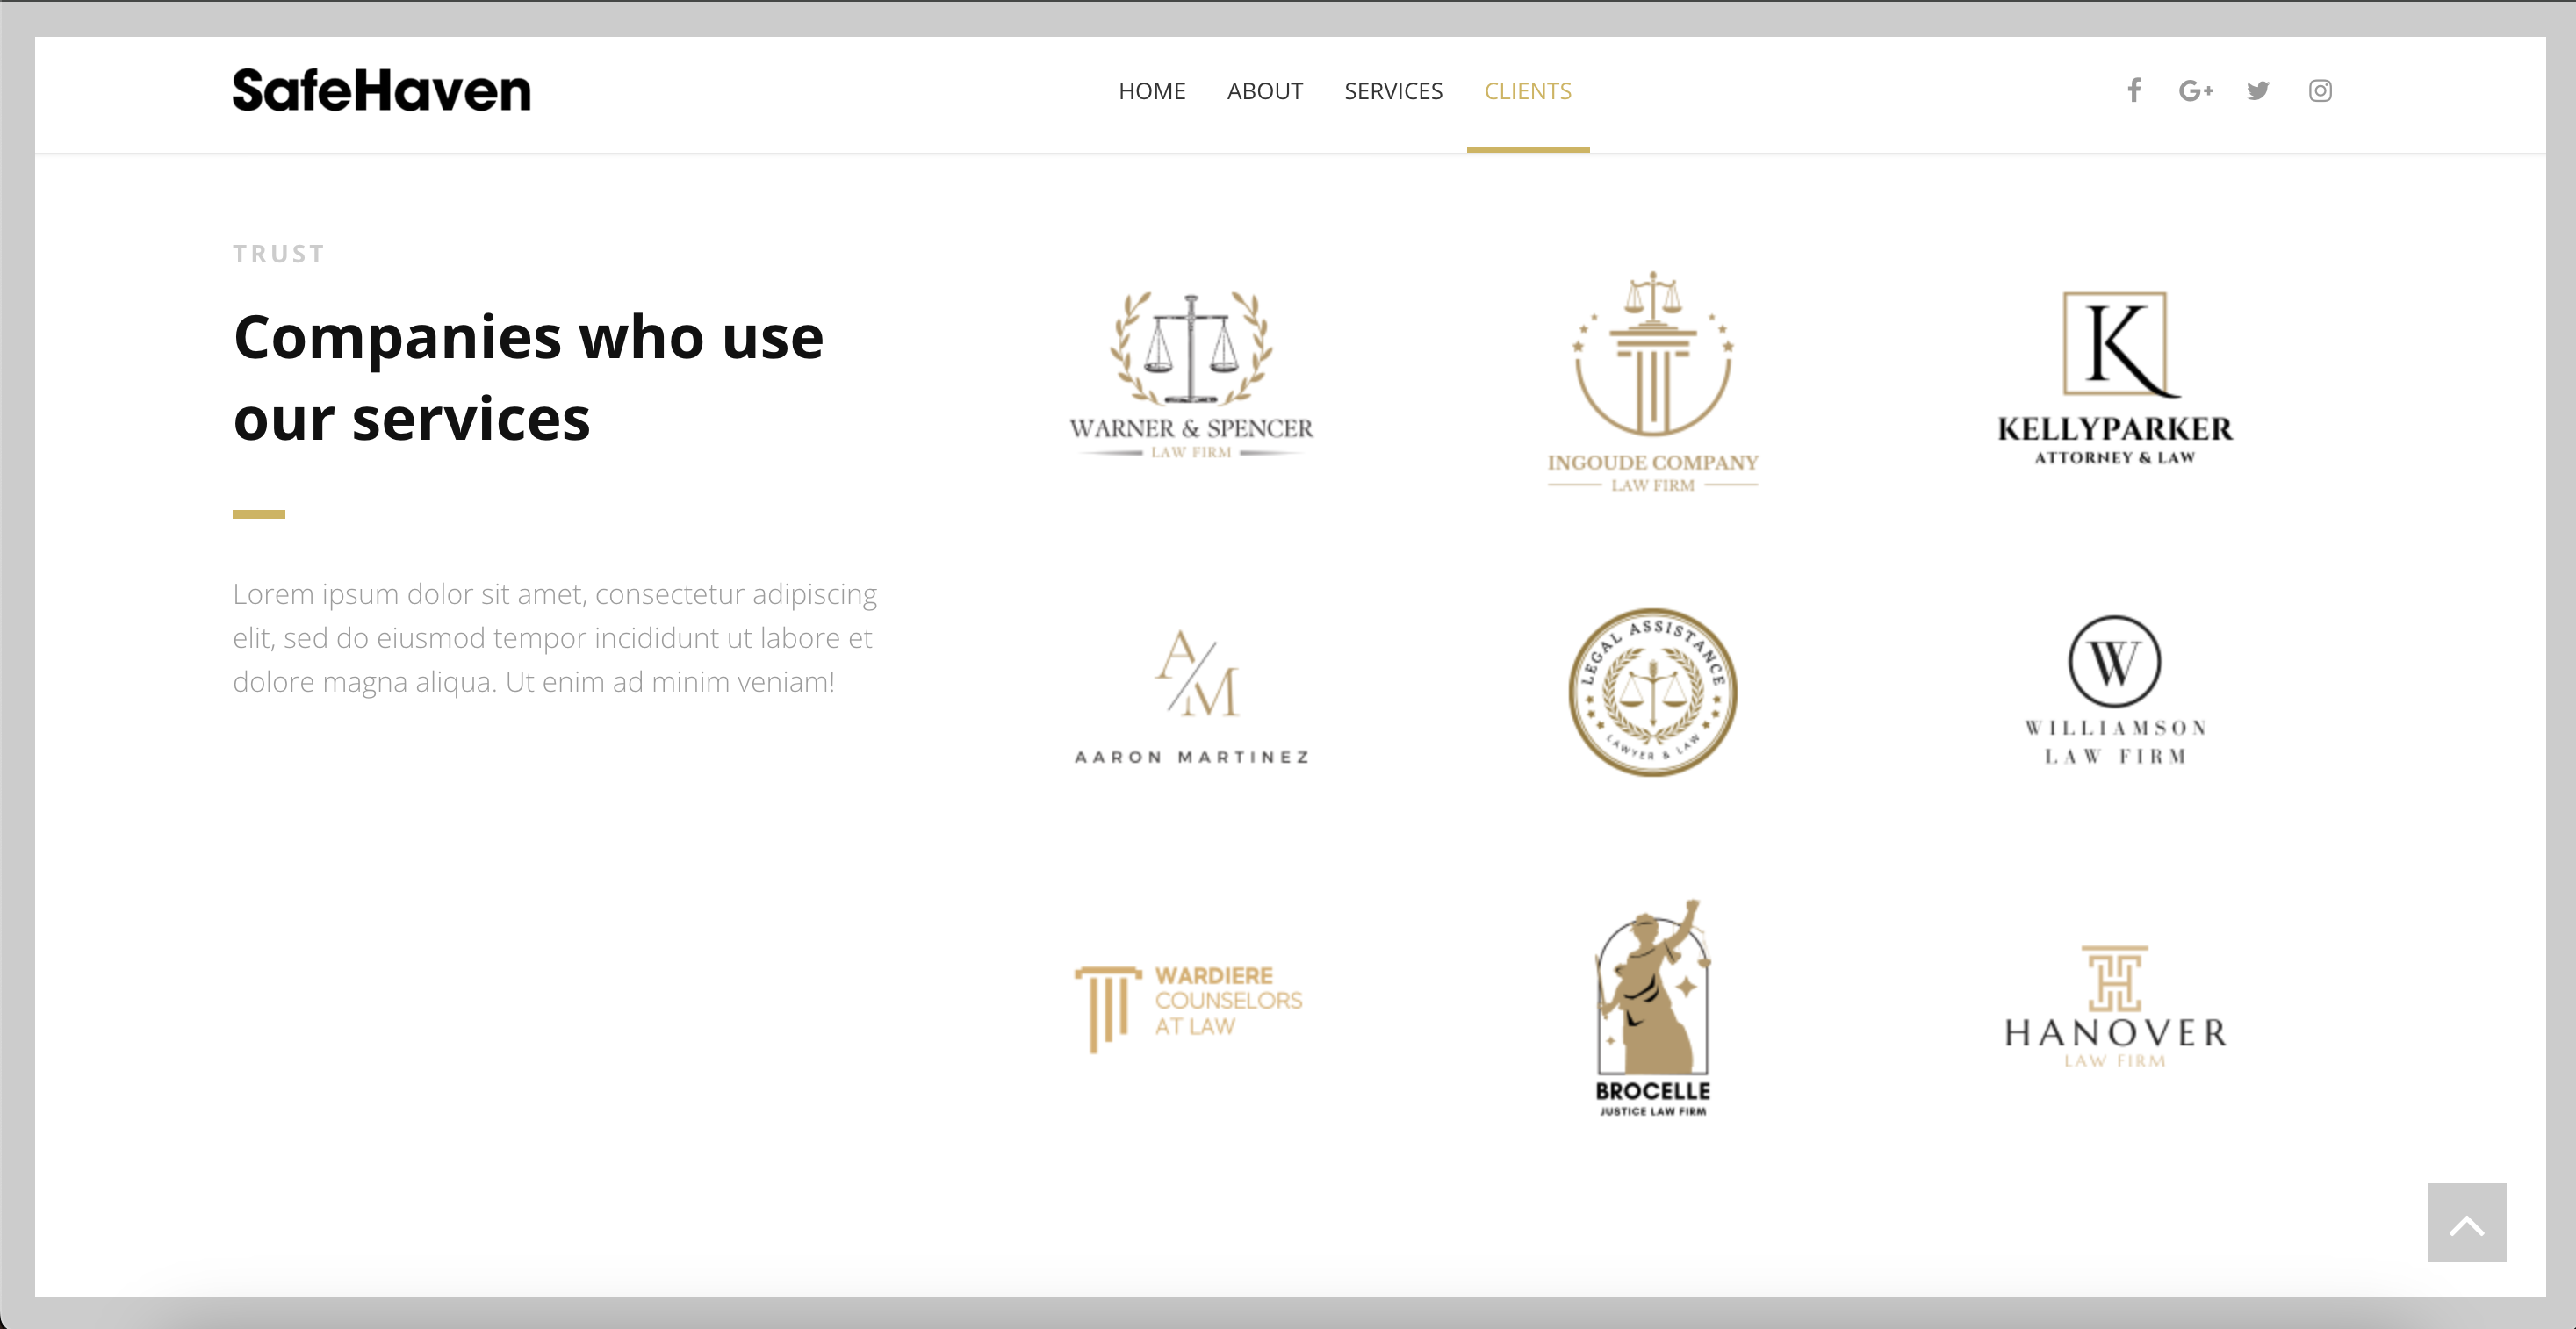 SafeHaven
HOME ABOUT SERVICES CLIENTS
TRUST
Companies who use
our services
Lorem ipsum dolor sit amet, consectetur adipiscing
elit, sed do eiusmod tempor incididunt ut labore et
dolore magna aliqua. Ut enim ad minim veniam!
WARNER & SPENCER
LAW FIRM
INGOUDE COMPANY
LAW FIRM
K
KELLYPARKER
ATTORNEY & LAW
A/M
AARON MARTINEZ
LEGAL ASSISTANCE
LAWYER & LAW
W
WILLIAMSON
LAW FIRM
WARDIERE
COUNSELORS
AT LAW
BROCELLE
JUSTICE LAW FIRM
H
HANOVER
LAW FIRM